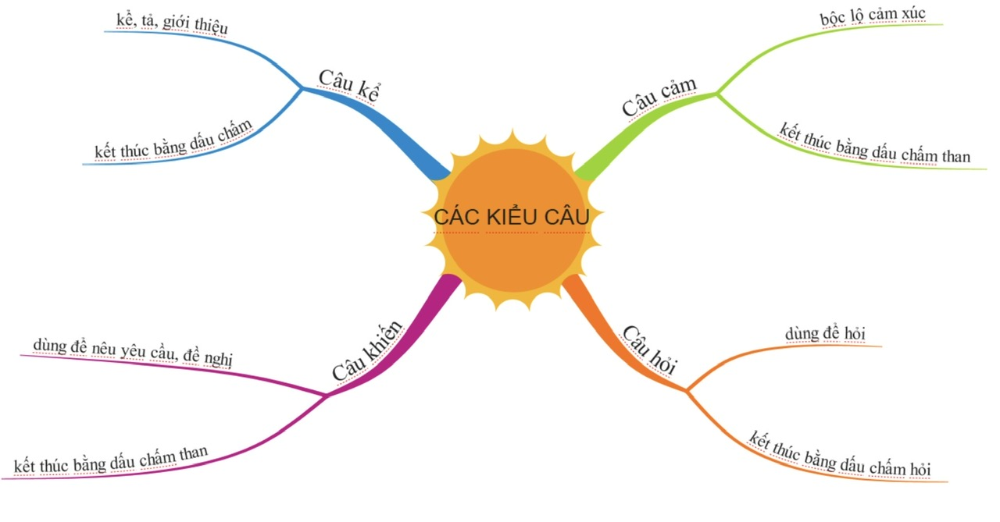 kể, tả, giới thiệu
Câu kể
kết thúc bằng dấu chấm
bộc lộ cảm xúc
Câu cảm
kết thúc bằng dấu chấm than
CÁC KIỂU CÂU
Câu khiến
dùng để nêu yêu cầu, đề nghị
kết thúc bằng dấu chấm than
Câu hỏi
dùng để hỏi
kết thúc bằng dấu chấm hỏi